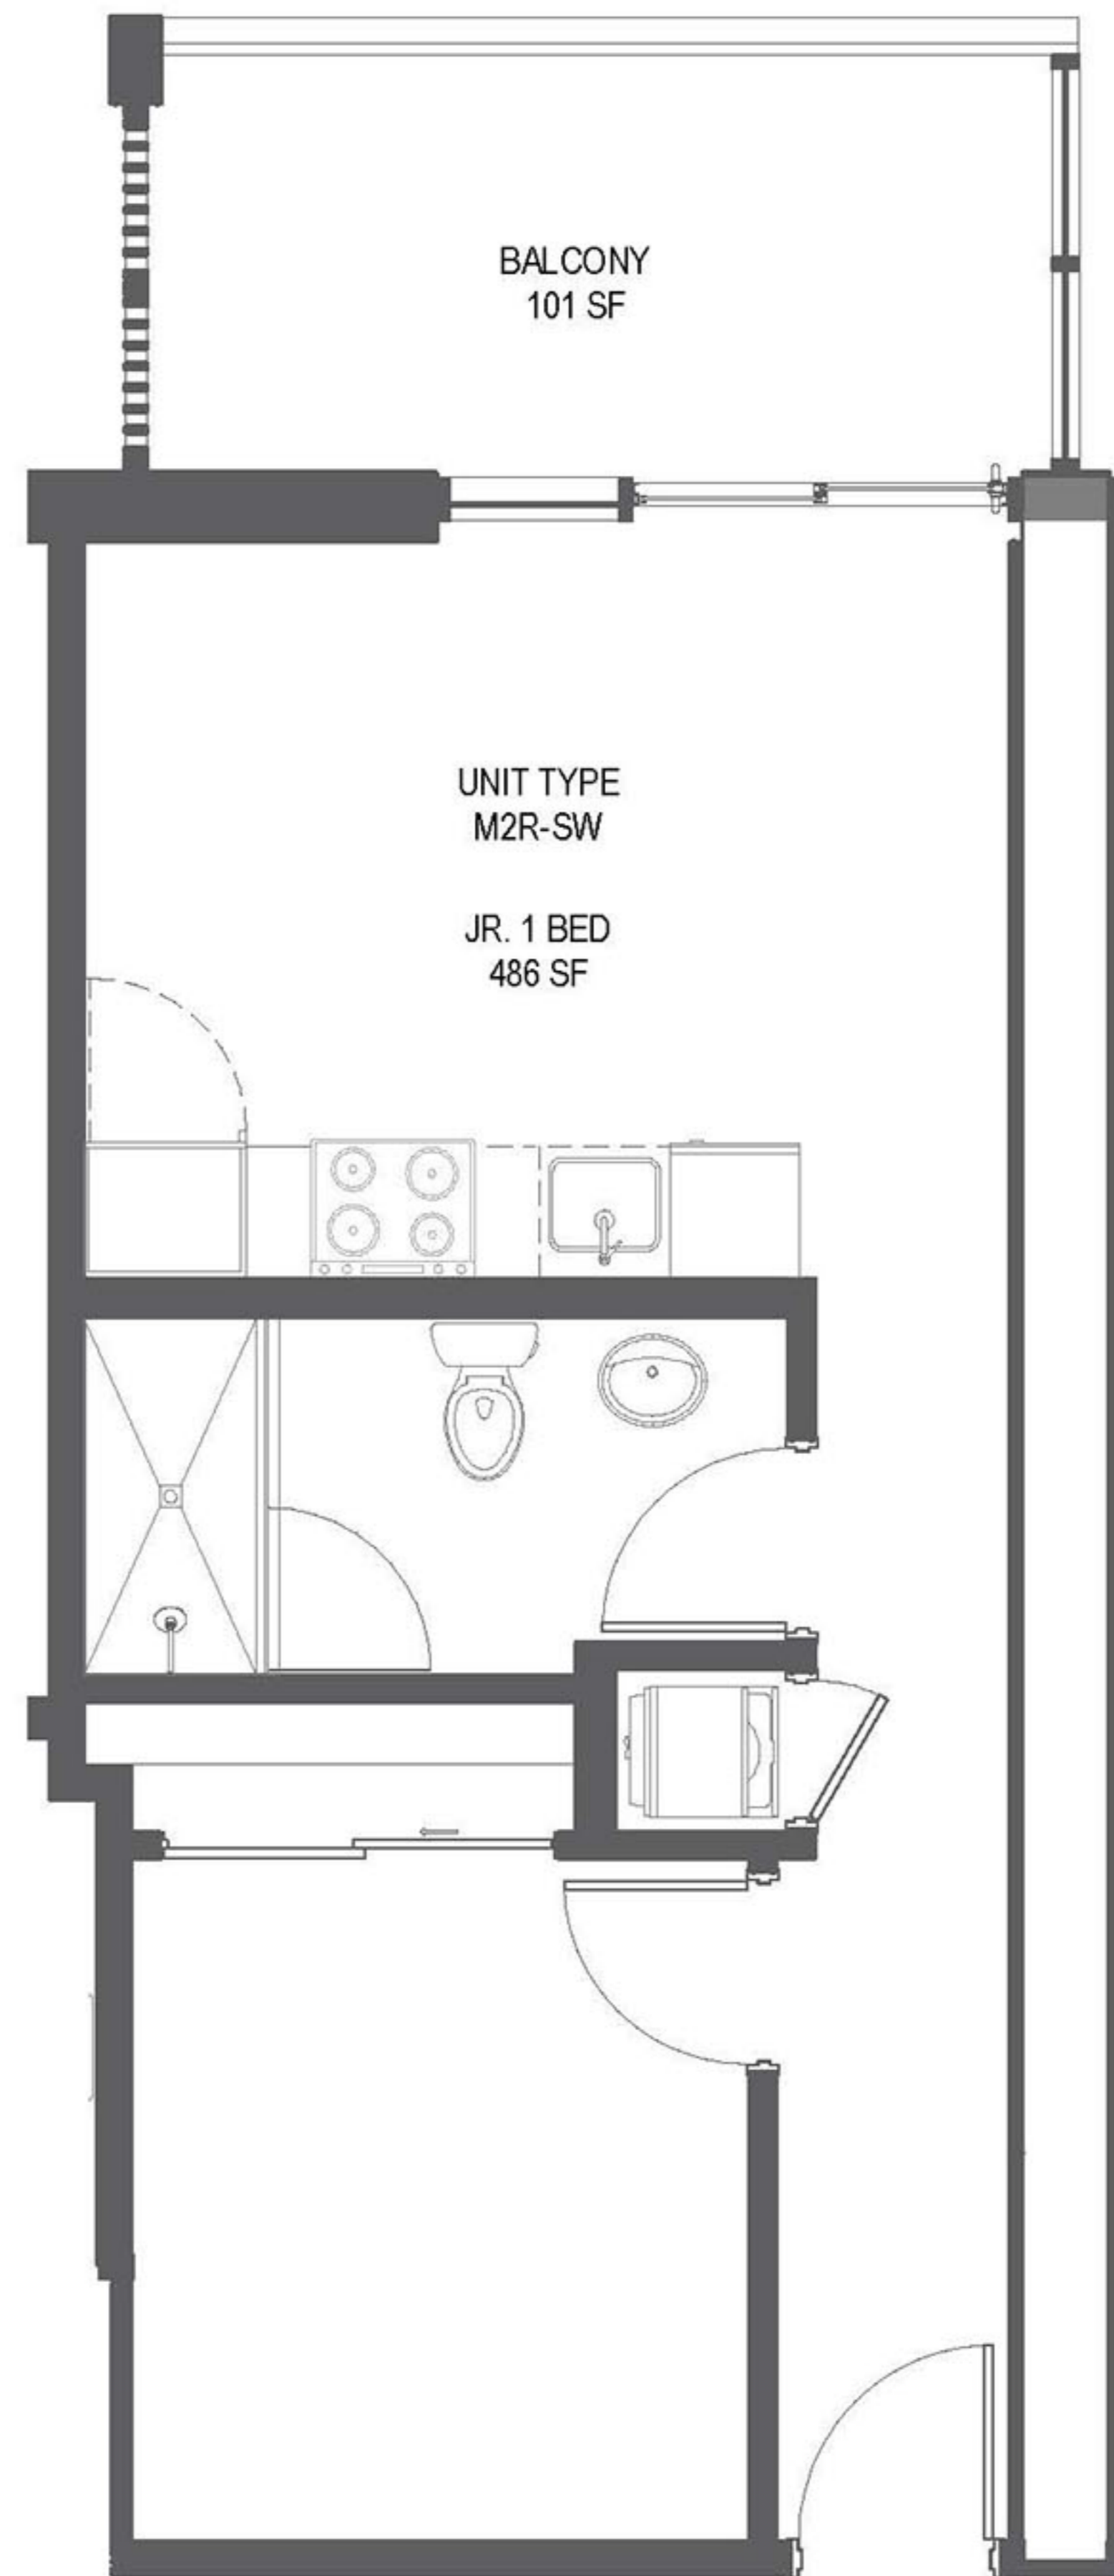 BALCONY
101 SF
UNIT TYPE
M2R-SW
JR. 1 BED
486 SF